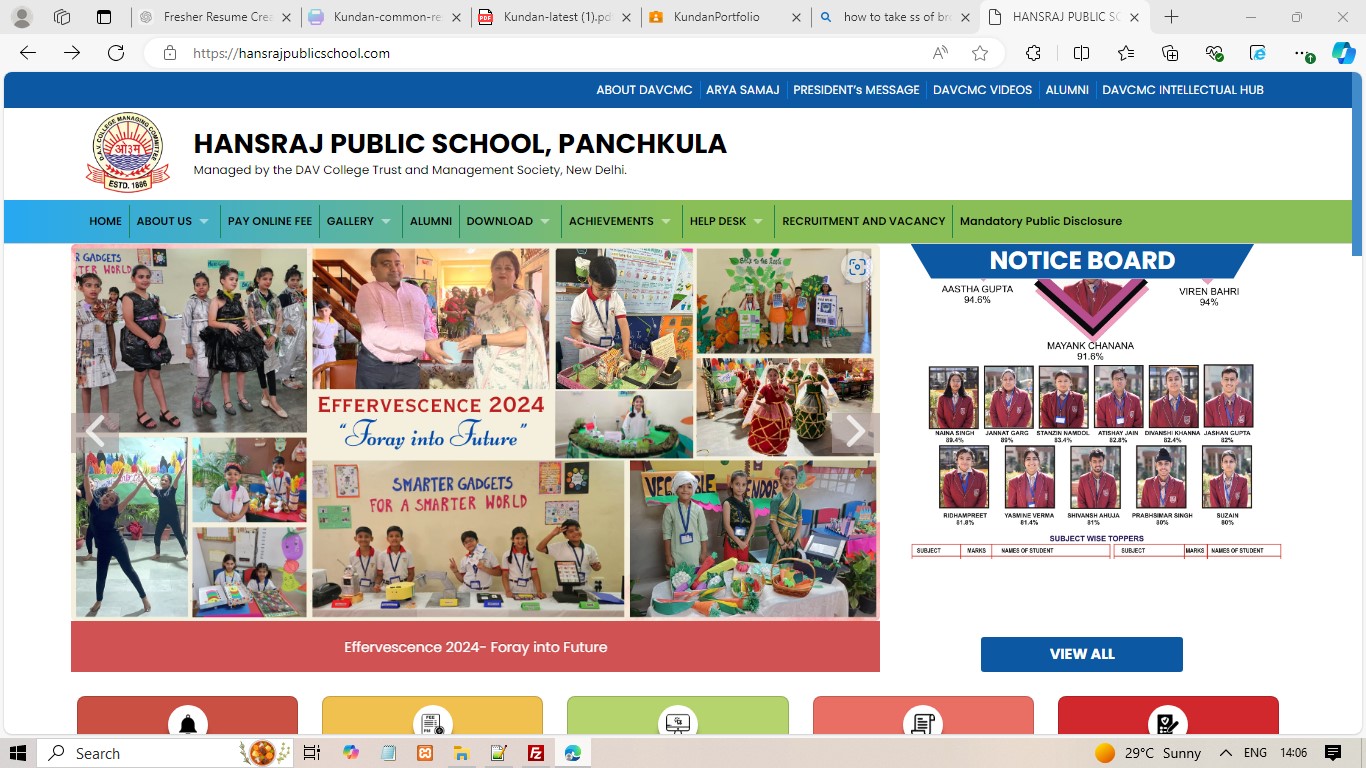 Fresher Resume Crea
Kundan-common-re
Kundan-latest (1).pd
KundanPortfolio
how to take ss of bro
HANSRAJ PUBLIC SC
https://hansrajpublicschool.com
ABOUT DAVCMC ARYA SAMAJ PRESIDENT's MESSAGE DAVCMC VIDEOS ALUMNI DAVCMC INTELLECTUAL HUB
D.A.V. COLLEGE MANAGING COMMITTEE
ओ३म्
ESTD. 1886
HANSRAJ PUBLIC SCHOOL, PANCHKULA
Managed by the DAV College Trust and Management Society, New Delhi.
HOME ABOUT US PAY ONLINE FEE GALLERY ALUMNI DOWNLOAD ACHIEVEMENTS HELP DESK RECRUITMENT AND VACANCY Mandatory Public Disclosure
R GADGETS
TER WORLD
EFFERVESCENCE 2024
"Foray into Future"
SMARTER GADGETS
FOR A SMARTER WORLD
Effervescence 2024- Foray into Future
NOTICE BOARD
AASTHA GUPTA
94.6%
VIREN BAHRI
94%
MAYANK CHANANA
91.6%
NAINA SINGH JANNAT GARG STANZIN NAMDOL ATISHAY JAIN DIVANSHI KHANNA JASHAN GUPTA
89.4% 89% 83.4% 82.8% 82.4% 82%
RIDHAMPREET YASMINE VERMA SHIVANSH AHUJA PRABHSIMAR SINGH SUZAIN
81.8% 81.4% 81% 80% 80%
SUBJECT WISE TOPPERS
SUBJECT MARKS NAMES OF STUDENT SUBJECT MARKS NAMES OF STUDENT
VIEW ALL
Search
29°C Sunny
ENG
14:06